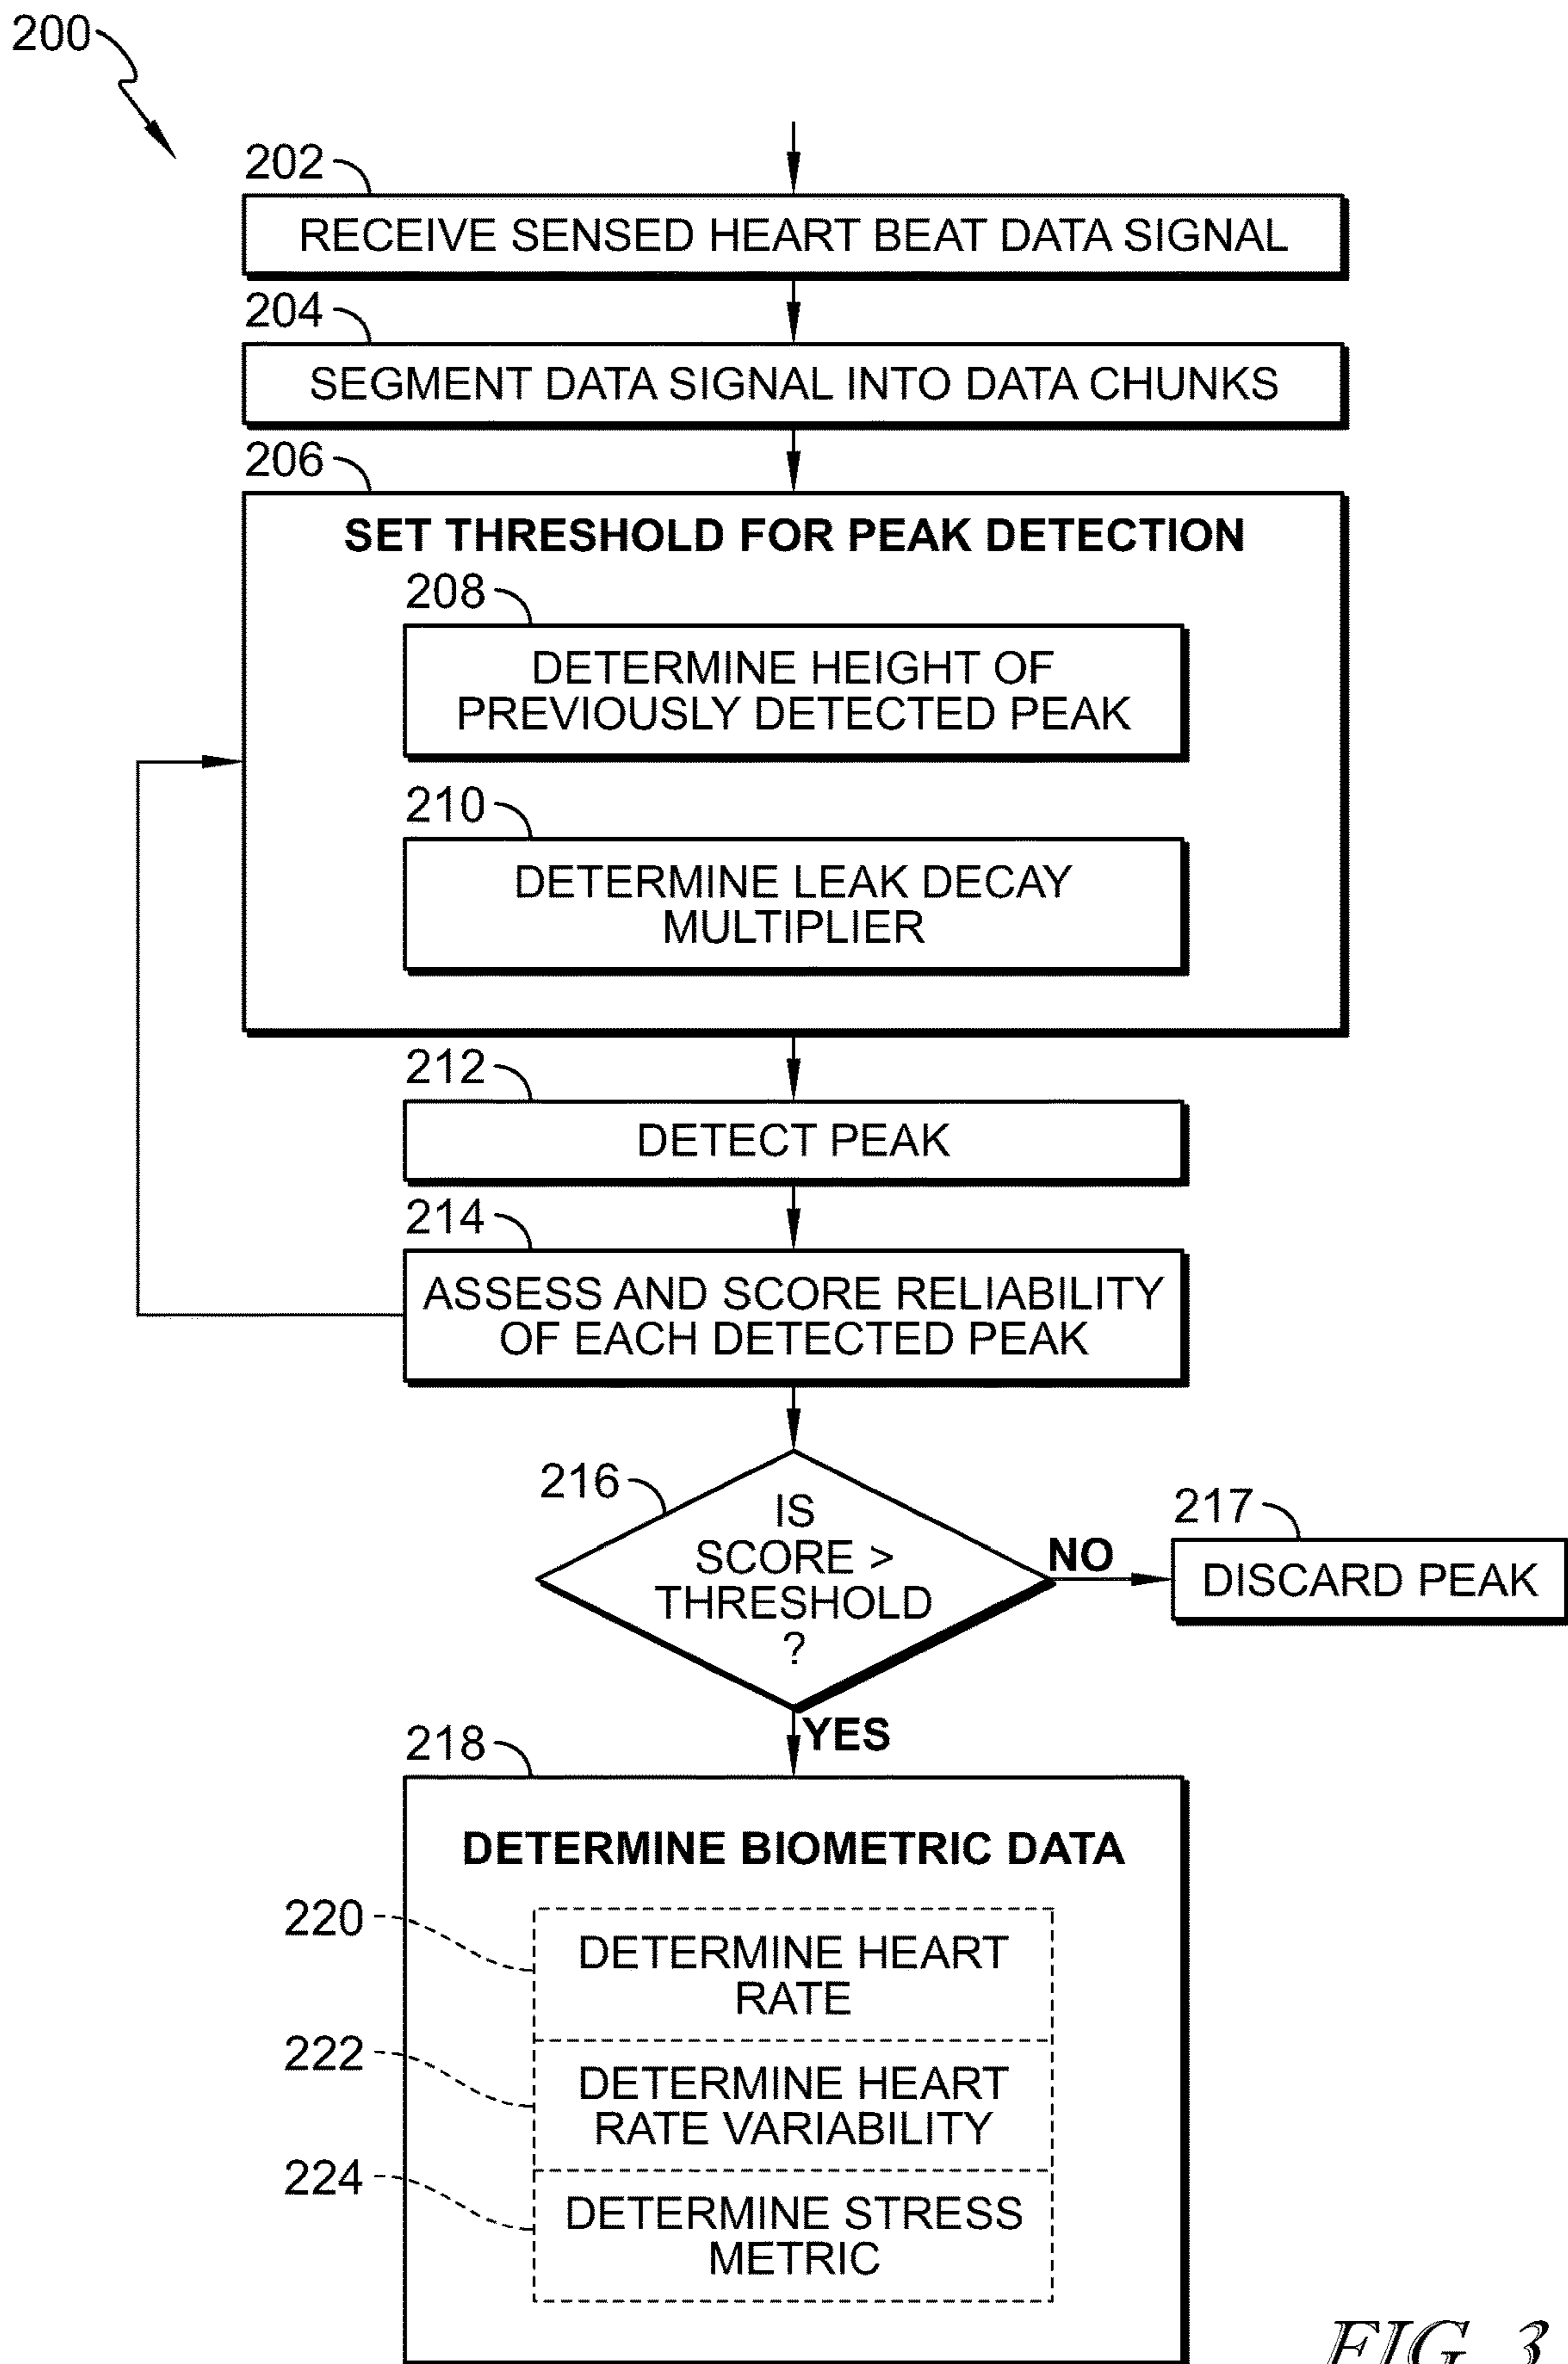 200
202
RECEIVE SENSED HEART BEAT DATA SIGNAL
204
SEGMENT DATA SIGNAL INTO DATA CHUNKS
206
SET THRESHOLD FOR PEAK DETECTION
208
DETERMINE HEIGHT OF
PREVIOUSLY DETECTED PEAK
210
DETERMINE LEAK DECAY
MULTIPLIER
212
DETECT PEAK
214
ASSESS AND SCORE RELIABILITY
OF EACH DETECTED PEAK
216
IS
SCORE >
THRESHOLD
?
NO
217
DISCARD PEAK
YES
218
DETERMINE BIOMETRIC DATA
220
DETERMINE HEART
RATE
222
DETERMINE HEART
RATE VARIABILITY
224
DETERMINE STRESS
METRIC
FIG. 3